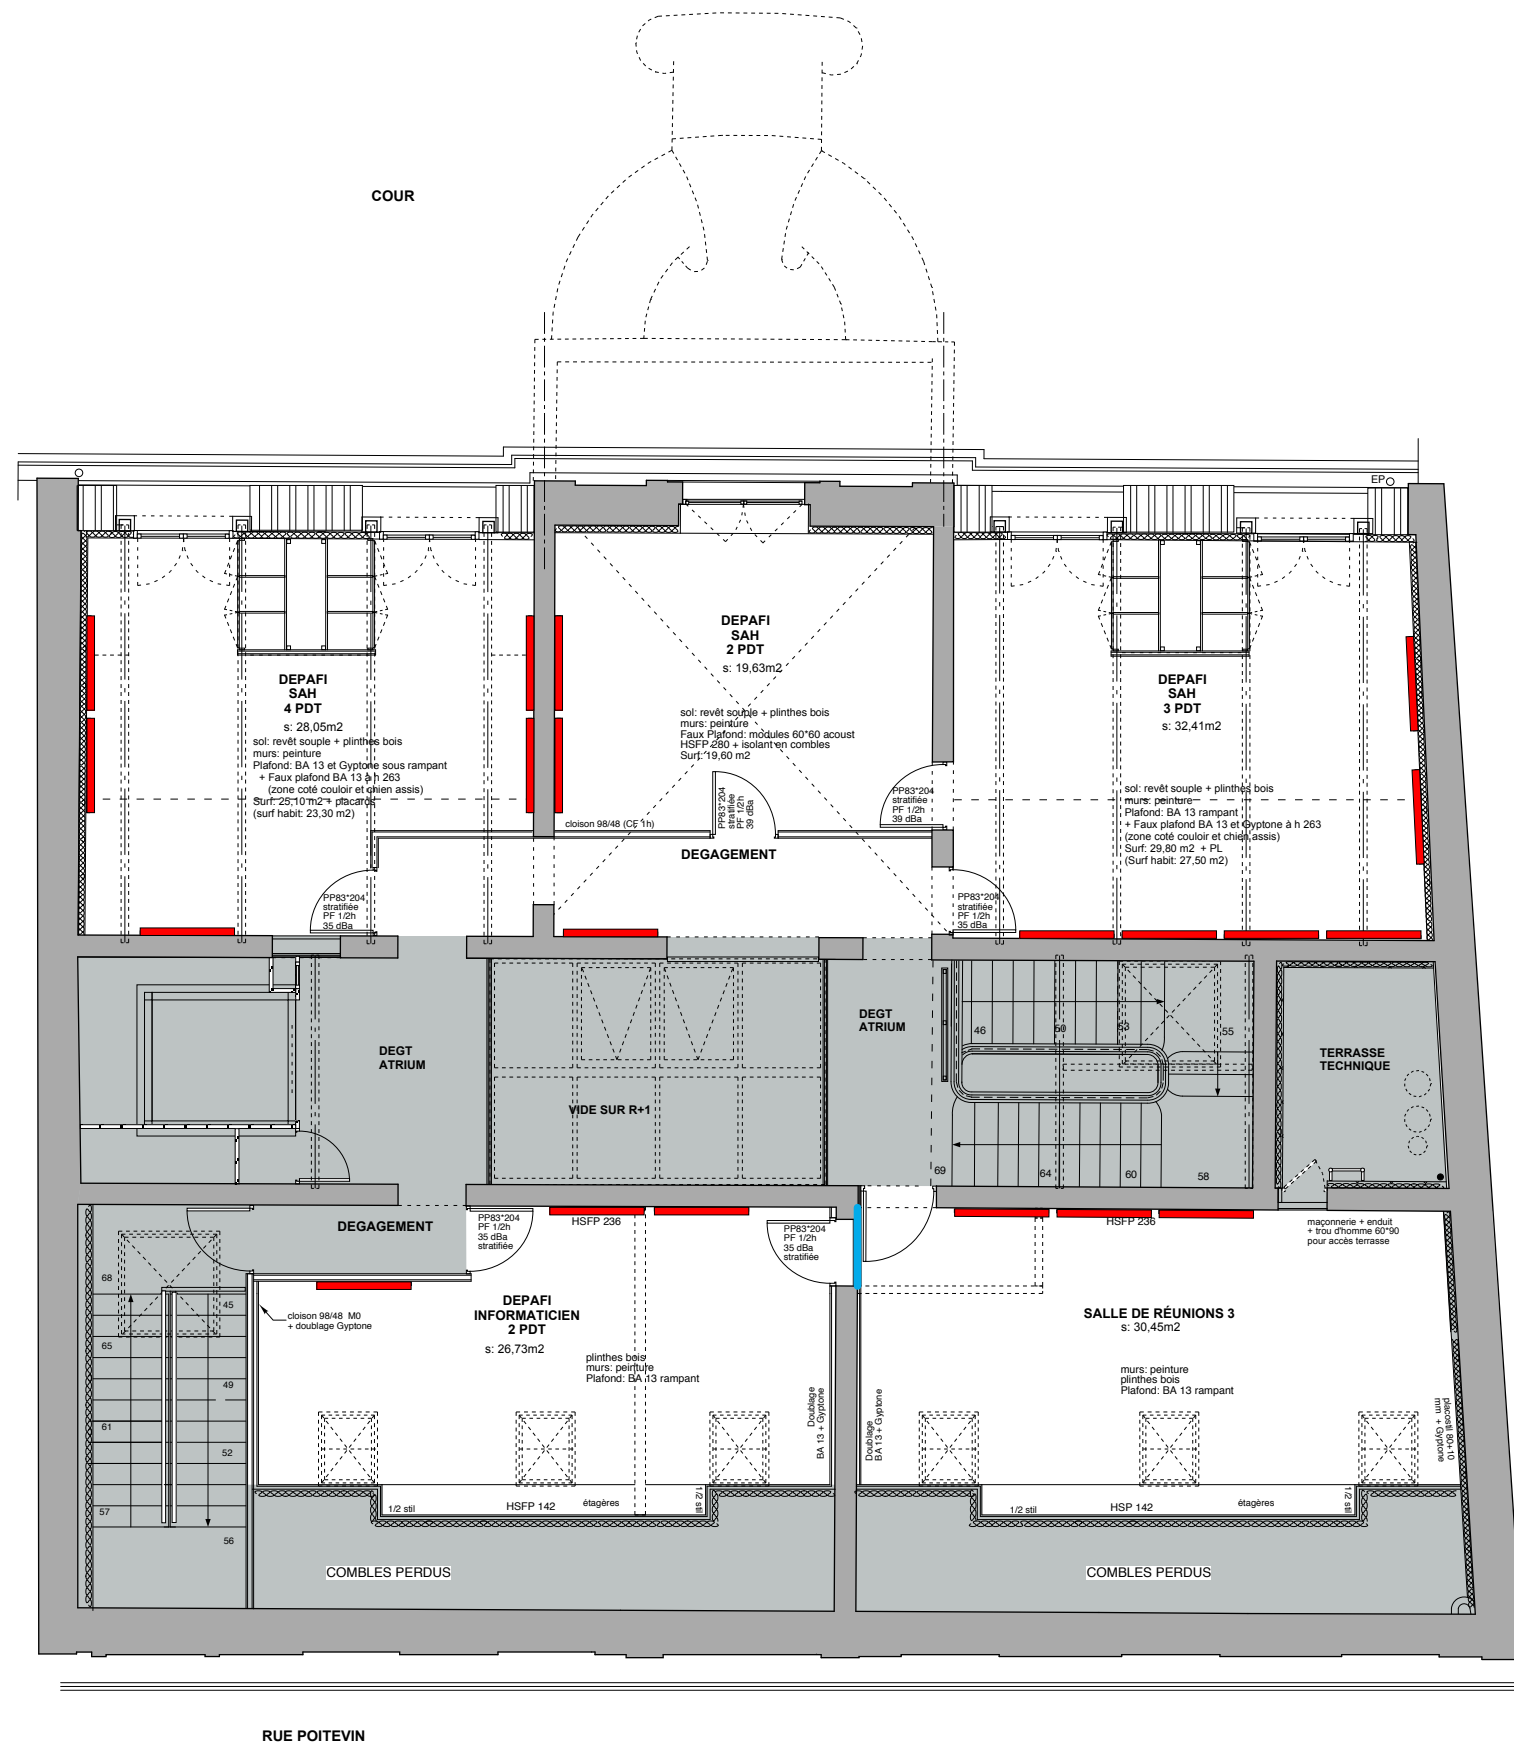 COUR
EP
DEPAFI
SAH
4 PDT
s: 28,05m2
sol: revêt souple + plinthes bois
murs: peinture
Plafond: BA 13 et Gyptone sous rampant
+ Faux plafond BA 13 à h 263
(zone coté couloir et chien assis)
Surf: 25,10 m2 + placards
(surf habit: 23,30 m2)
DEPAFI
SAH
2 PDT
s: 19,63m2
sol: revêt souple + plinthes bois
murs: peinture
Faux Plafond: modules 60*60 acoust
HSFP 280 + isolant en combles
Surf: 19,60 m2
DEPAFI
SAH
3 PDT
s: 32,41m2
sol: revêt souple + plinthes bois
murs: peinture
Plafond: BA 13 rampant
+ Faux plafond BA 13 et Gyptone à h 263
(zone coté couloir et chien assis)
Surf: 29,80 m2 + PL
(Surf habit: 27,50 m2)
cloison 98/48 (CF 1h)
PP83*204
stratifiée
PF 1/2h
39 dBa
PP83*204
stratifiée
PF 1/2h
39 dBa
DEGAGEMENT
PP83*204
stratifiée
PF 1/2h
35 dBa
PP83*204
stratifiée
PF 1/2h
35 dBa
DEGT
ATRIUM
VIDE SUR R+1
DEGT
ATRIUM
46
50
53
55
69
64
60
58
TERRASSE
TECHNIQUE
DEGAGEMENT
PP83*204
PF 1/2h
35 dBa
stratifiée
HSFP 236
PP83*204
PF 1/2h
35 dBa
stratifiée
HSFP 236
maçonnerie + enduit
+ trou d'homme 60*90
pour accès terrasse
68
45
65
49
61
52
57
56
cloison 98/48 M0
+ doublage Gyptone
DEPAFI
INFORMATICIEN
2 PDT
s: 26,73m2
plinthes bois
murs: peinture
Plafond: BA 13 rampant
Doublage
BA 13 + Gyptone
Doublage
BA 13 + Gyptone
SALLE DE RÉUNIONS 3
s: 30,45m2
murs: peinture
plinthes bois
Plafond: BA 13 rampant
placostil 80+10
mm + Gyptone
1/2 stil
HSFP 142
étagères
1/2 stil
1/2 stil
HSP 142
étagères
1/2 stil
COMBLES PERDUS
COMBLES PERDUS
RUE POITEVIN